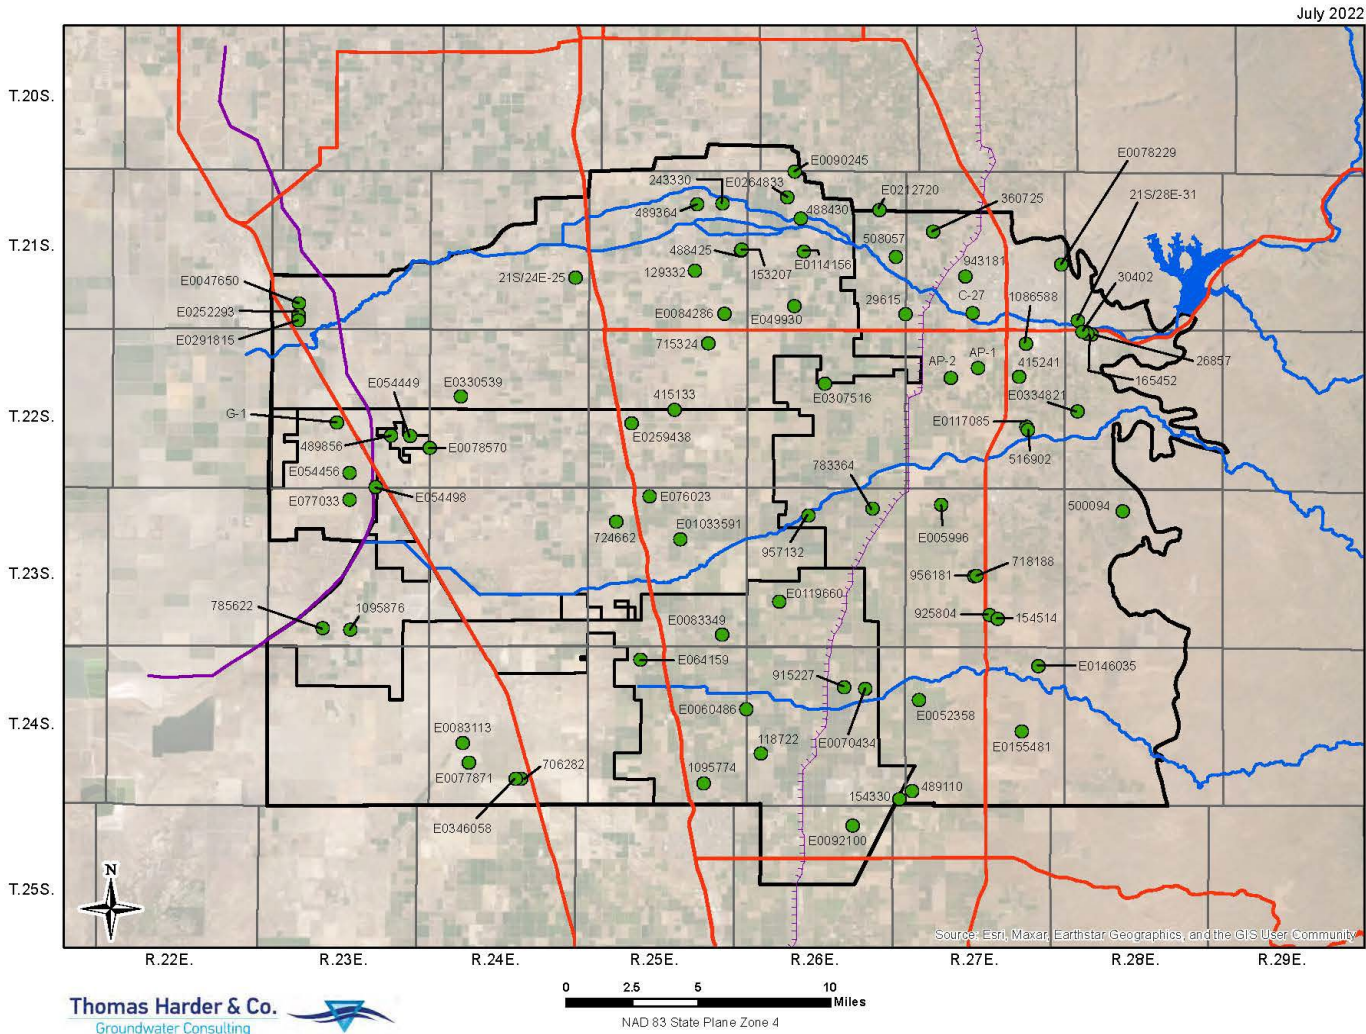 July 2022
T.20S.
E0078229
E0090245
243330
E0264833
21S/28E-31
E0212720
360725
489364
488430
T.21S.
508057
488425
E0114156
943181
30402
21S/24E-25
129332
153207
E0047650
C-27
1086588
29615
E0252293
E0084286
E049930
E0291815
715324
AP-1
415241
26857
AP-2
E054449
E0330539
165452
E0307516
E0334821
415133
T.22S.
G-1
E0117085
489856
E0078570
E0259438
516902
E054456
783364
E054498
E077033
E076023
500094
E01033591
724662
E005996
957132
T.23S.
956181
718188
E0119660
785622
1095876
925804
154514
E0083349
E064159
E0146035
915227
E0060486
E0052358
T.24S.
E0083113
118722
E0070434
E0155481
E0077871
706282
1095774
489110
154330
E0346058
E0092100
N
T.25S.
Source: Esri, Maxar, Earthstar Geographics, and the GIS User Community
R.22E. R.23E. R.24E. R.25E. R.26E. R.27E. R.28E. R.29E.
Thomas Harder & Co.
Groundwater Consulting
0 2.5 5 10
Miles
NAD 83 State Plane Zone 4